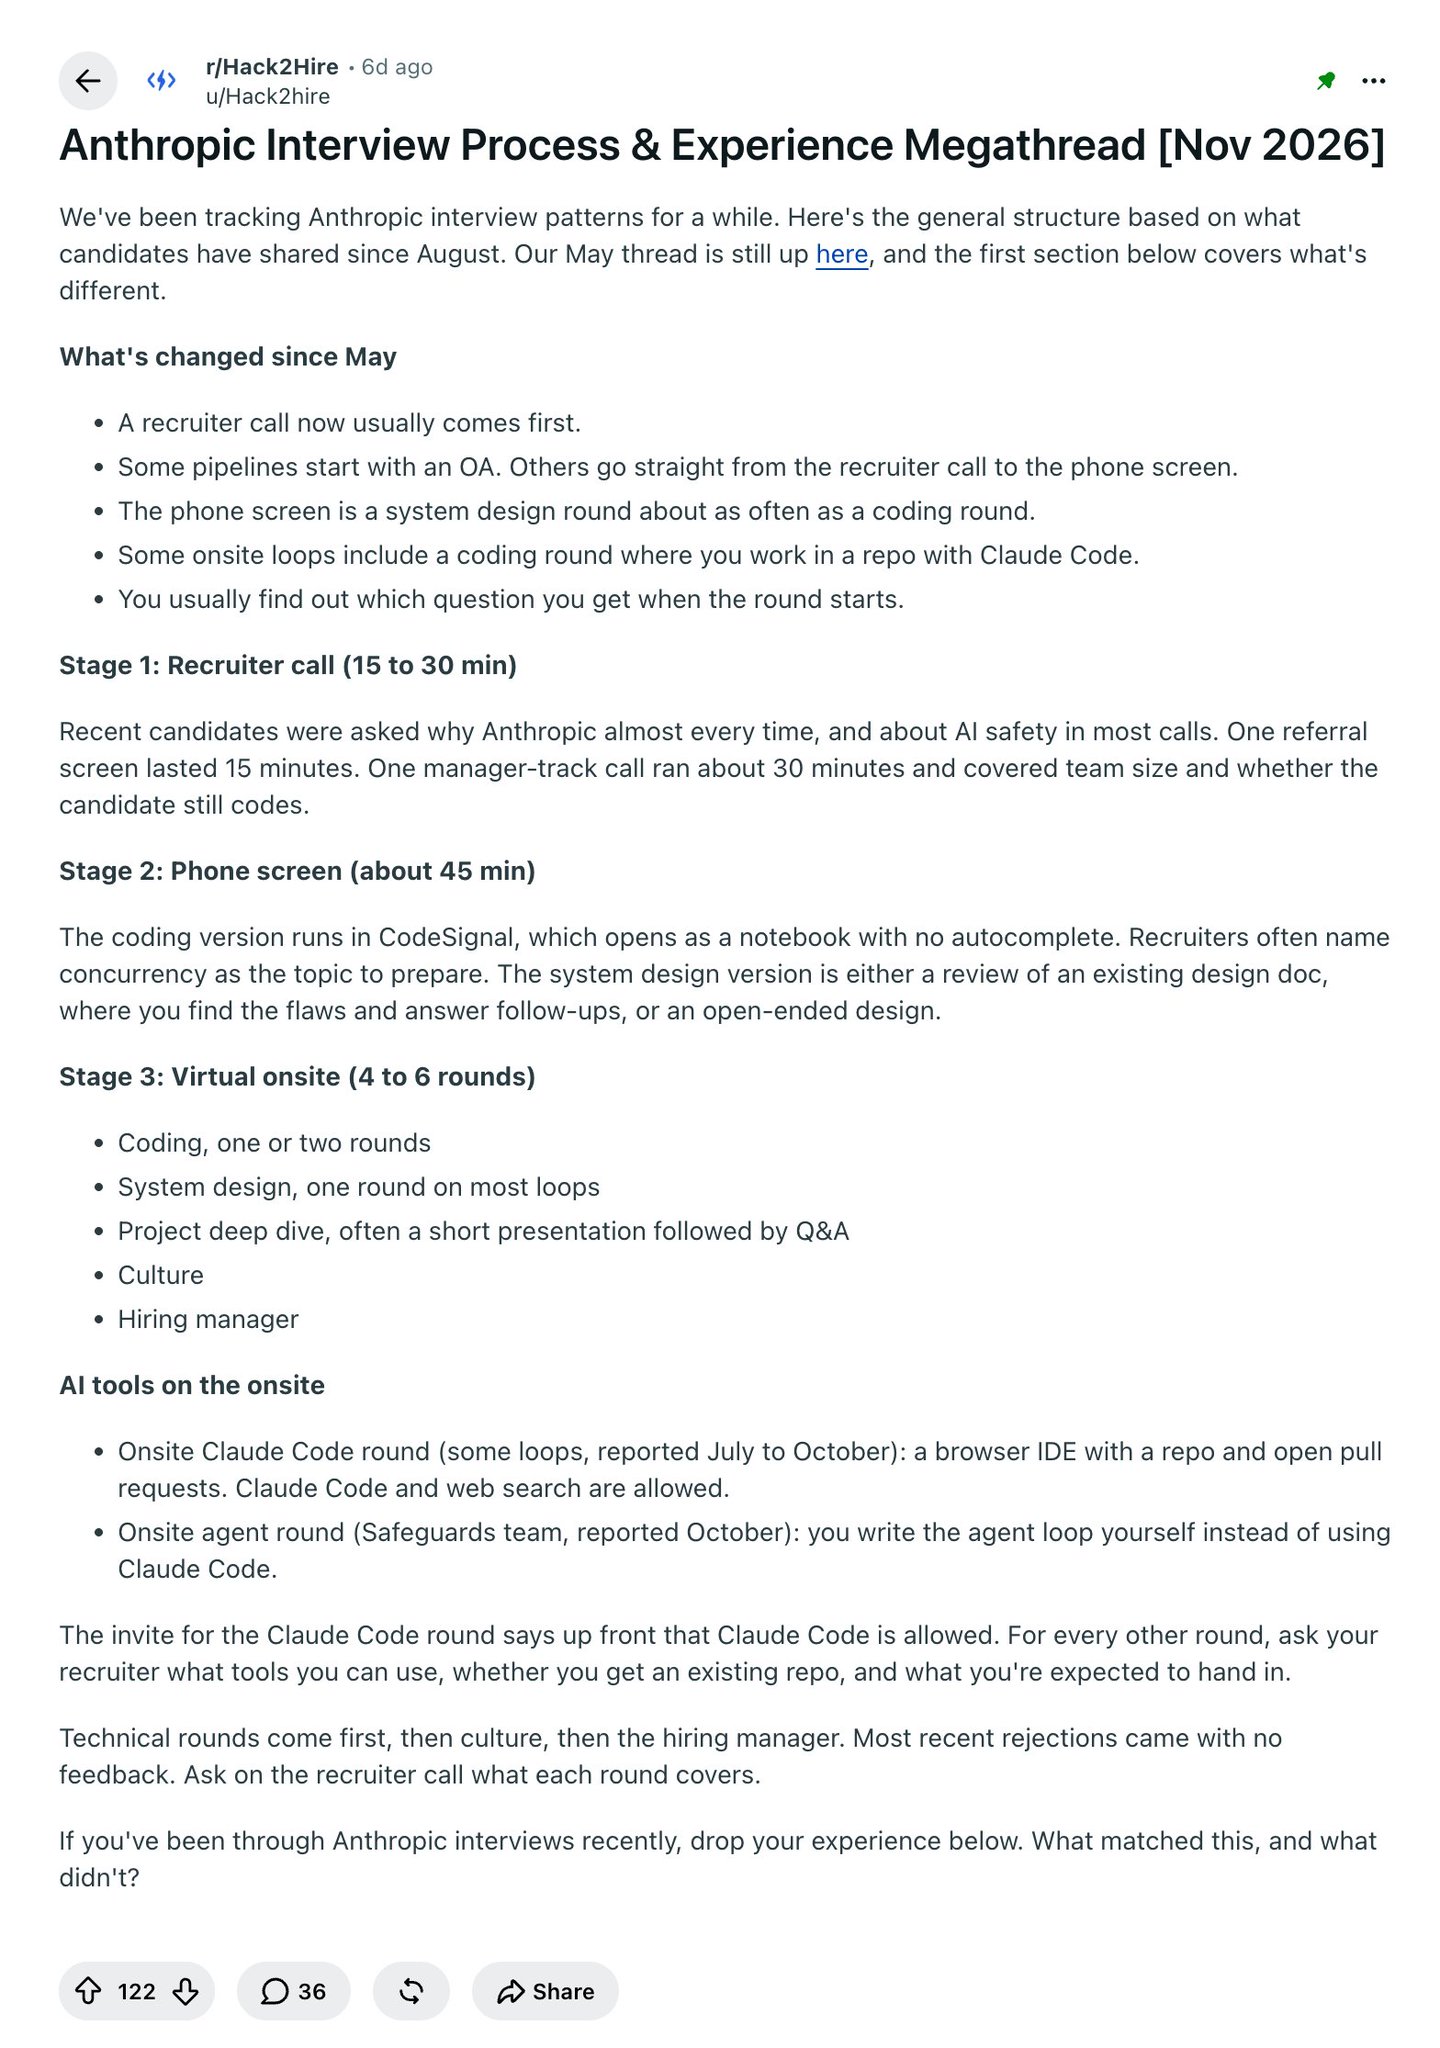 r/Hack2Hire • 6d ago
u/Hack2hire
Anthropic Interview Process & Experience Megathread [Nov 2026]
We've been tracking Anthropic interview patterns for a while. Here's the general structure based on what
candidates have shared since August. Our May thread is still up here, and the first section below covers what's
different.
What's changed since May
• A recruiter call now usually comes first.
• Some pipelines start with an OA. Others go straight from the recruiter call to the phone screen.
• The phone screen is a system design round about as often as a coding round.
• Some onsite loops include a coding round where you work in a repo with Claude Code.
• You usually find out which question you get when the round starts.
Stage 1: Recruiter call (15 to 30 min)
Recent candidates were asked why Anthropic almost every time, and about AI safety in most calls. One referral
screen lasted 15 minutes. One manager-track call ran about 30 minutes and covered team size and whether the
candidate still codes.
Stage 2: Phone screen (about 45 min)
The coding version runs in CodeSignal, which opens as a notebook with no autocomplete. Recruiters often name
concurrency as the topic to prepare. The system design version is either a review of an existing design doc,
where you find the flaws and answer follow-ups, or an open-ended design.
Stage 3: Virtual onsite (4 to 6 rounds)
• Coding, one or two rounds
• System design, one round on most loops
• Project deep dive, often a short presentation followed by Q&A
• Culture
• Hiring manager
AI tools on the onsite
• Onsite Claude Code round (some loops, reported July to October): a browser IDE with a repo and open pull
requests. Claude Code and web search are allowed.
• Onsite agent round (Safeguards team, reported October): you write the agent loop yourself instead of using
Claude Code.
The invite for the Claude Code round says up front that Claude Code is allowed. For every other round, ask your
recruiter what tools you can use, whether you get an existing repo, and what you're expected to hand in.
Technical rounds come first, then culture, then the hiring manager. Most recent rejections came with no
feedback. Ask on the recruiter call what each round covers.
If you've been through Anthropic interviews recently, drop your experience below. What matched this, and what
didn't?
122
36
Share